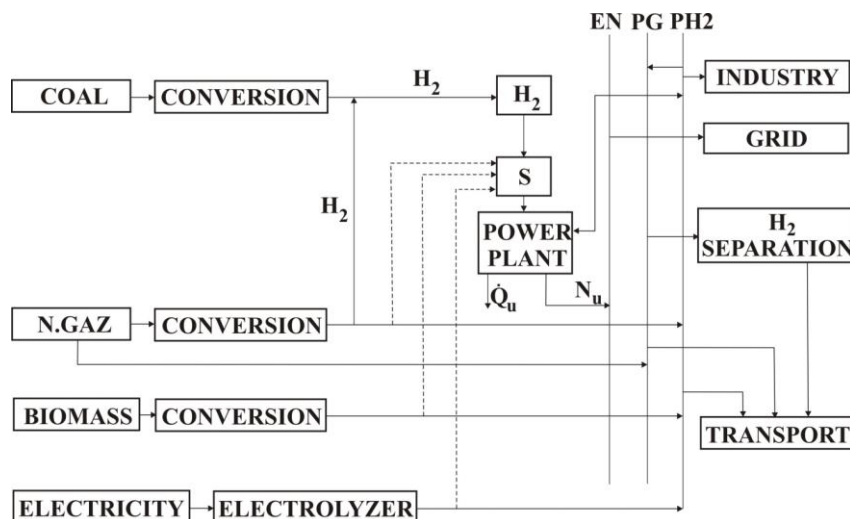 EN PG PH2
COAL
CONVERSION
H₂
H₂
INDUSTRY
GRID
S
H₂
POWER
PLANT
H₂
SEPARATION
Q̇ᵤ
Nᵤ
N.GAZ
CONVERSION
BIOMASS
CONVERSION
TRANSPORT
ELECTRICITY
ELECTROLYZER